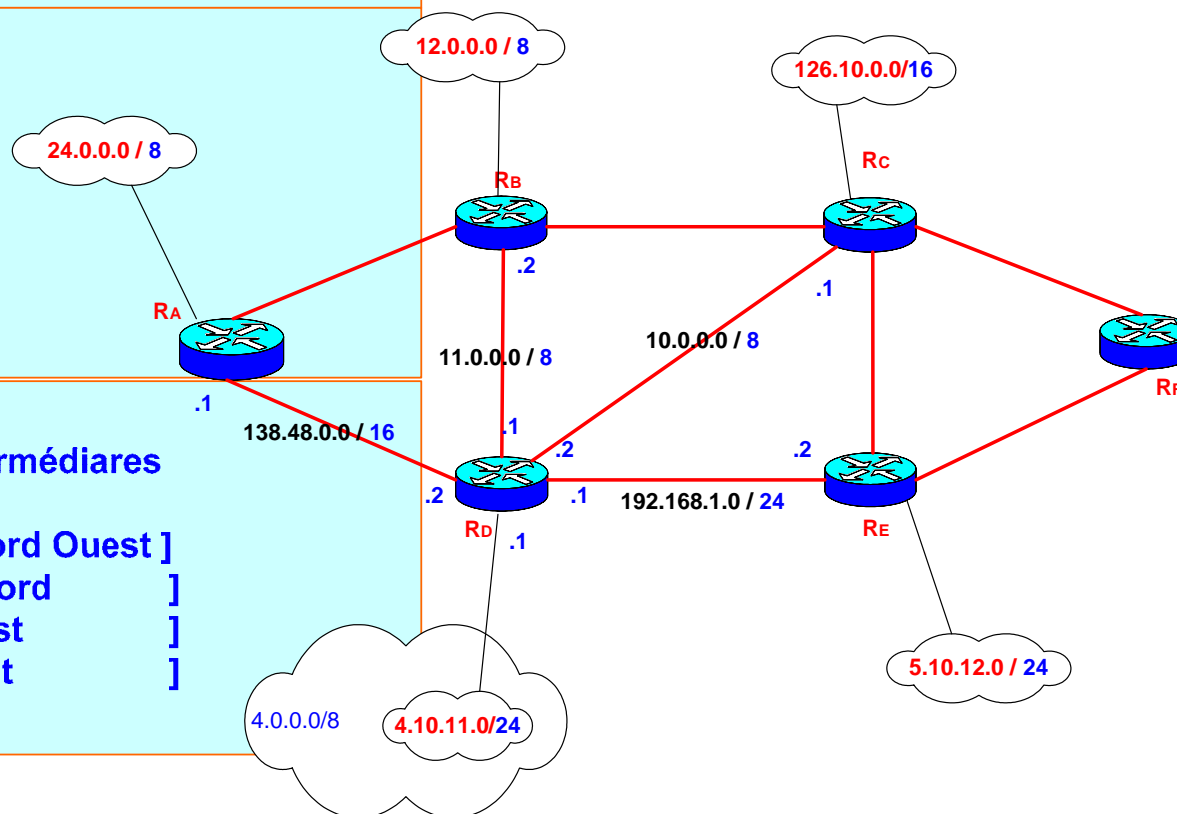 12.0.0.0 / 8
126.10.0.0/16
24.0.0.0 / 8
RC
RB
.2
.1
RA
10.0.0.0 / 8
11.0.0.0 / 8
RF
.1
138.48.0.0 / 16
.1
.2
.2
ermédiares
.2
.1
192.168.1.0 / 24
RD
RE
.1
ord Ouest ]
ord ]
st ]
t ]
5.10.12.0 / 24
4.0.0.0/8
4.10.11.0/24